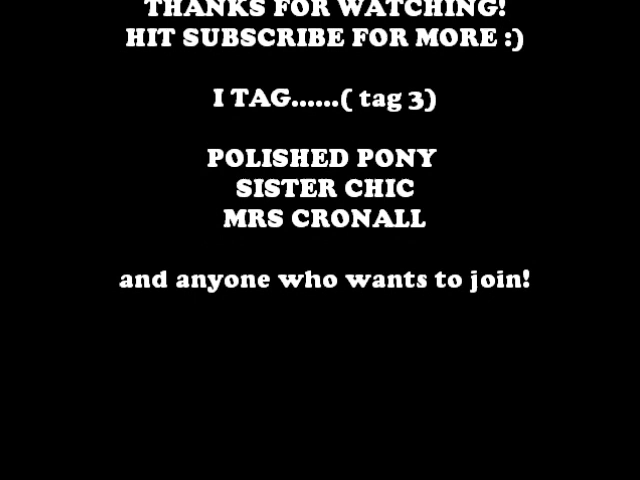 THANKS FOR WATCHING!
HIT SUBSCRIBE FOR MORE :)
I TAG......( tag 3)
POLISHED PONY
SISTER CHIC
MRS CRONALL
and anyone who wants to join!